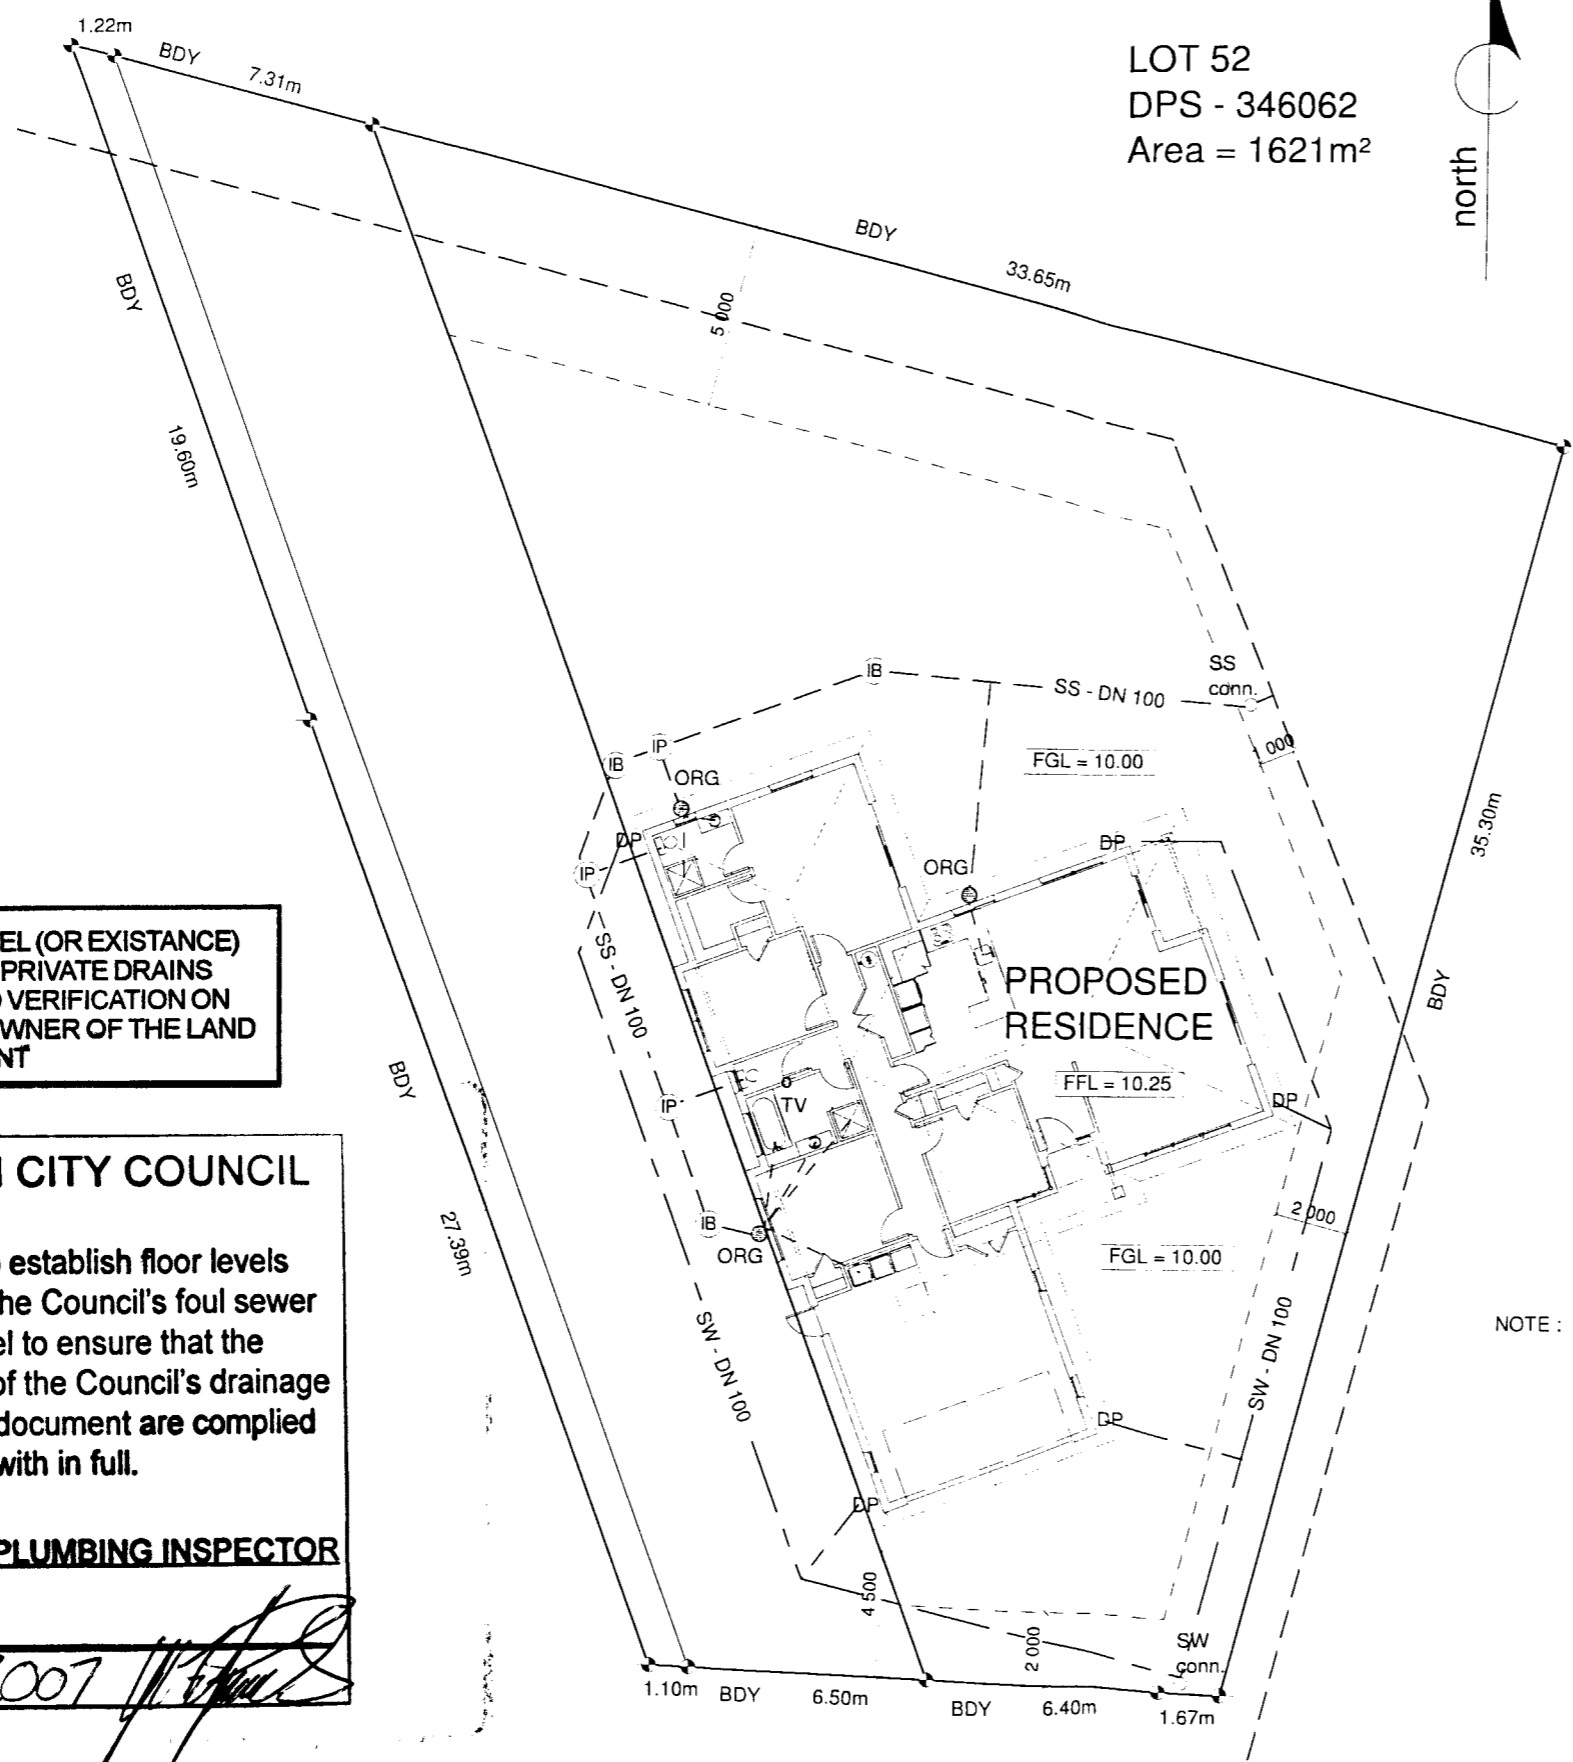 1.22m
BDY
7.31m
LOT 52
DPS - 346062
Area = 1621m²
north
BDY
33.65m
BDY
5 000
19.60m
SS
conn.
IB
SS - DN 100
000
FGL = 10.00
IP
IB
ORG
DP
DP
ORG
IP
35.30m
EL (OR EXISTANCE)
PRIVATE DRAINS
VERIFICATION ON
WNER OF THE LAND
NT
SS - DN 100
PROPOSED
RESIDENCE
BDY
BDY
FFL = 10.25
IP
TV
DP
CITY COUNCIL
establish floor levels
he Council's foul sewer
el to ensure that the
of the Council's drainage
document are complied
with in full.
PLUMBING INSPECTOR
007
27.39m
IB
ORG
2 000
FGL = 10.00
SW - DN 100
SW - DN 100
NOTE :
DP
DP
4 500
2 000
SW
conn.
1.10m
BDY
6.50m
BDY
6.40m
1.67m